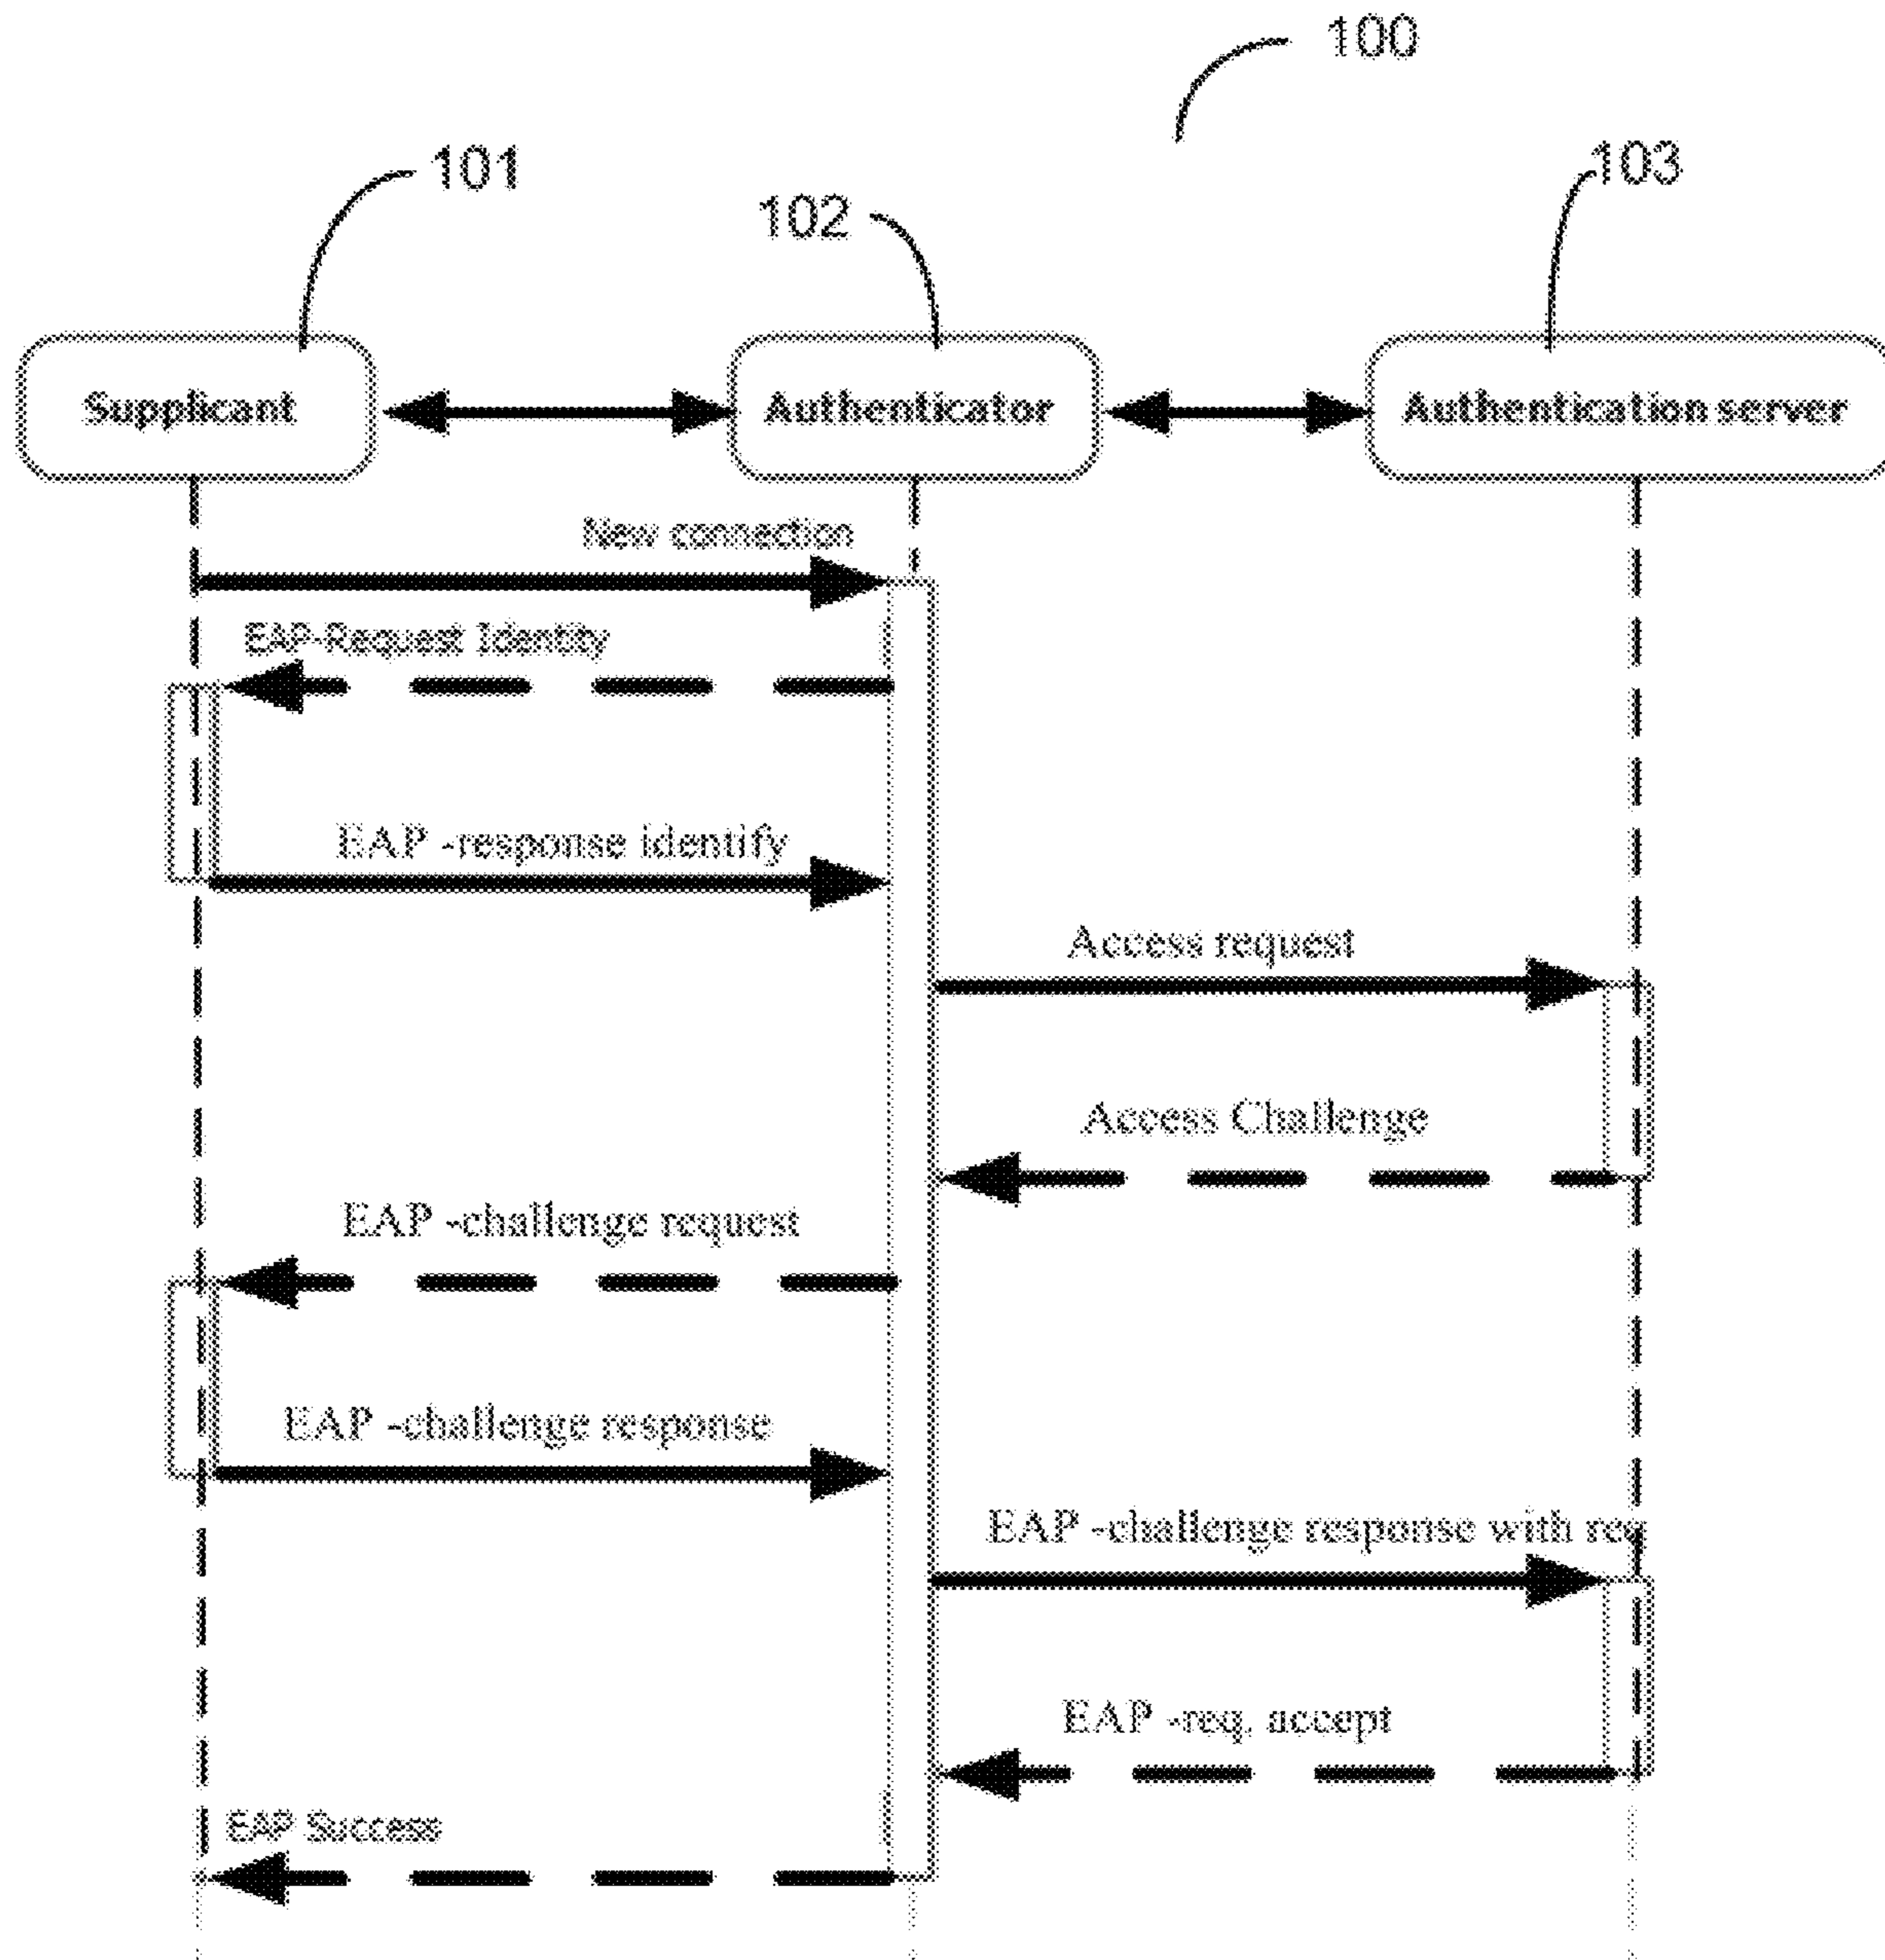 100
101
102
103
Supplicant
Authenticator
Authentication server
New connection
EAP-Request Identity
EAP -response identify
Access request
Access Challenge
EAP -challenge request
EAP -challenge response
EAP -challenge response with req
EAP -req. accept
EAP Success